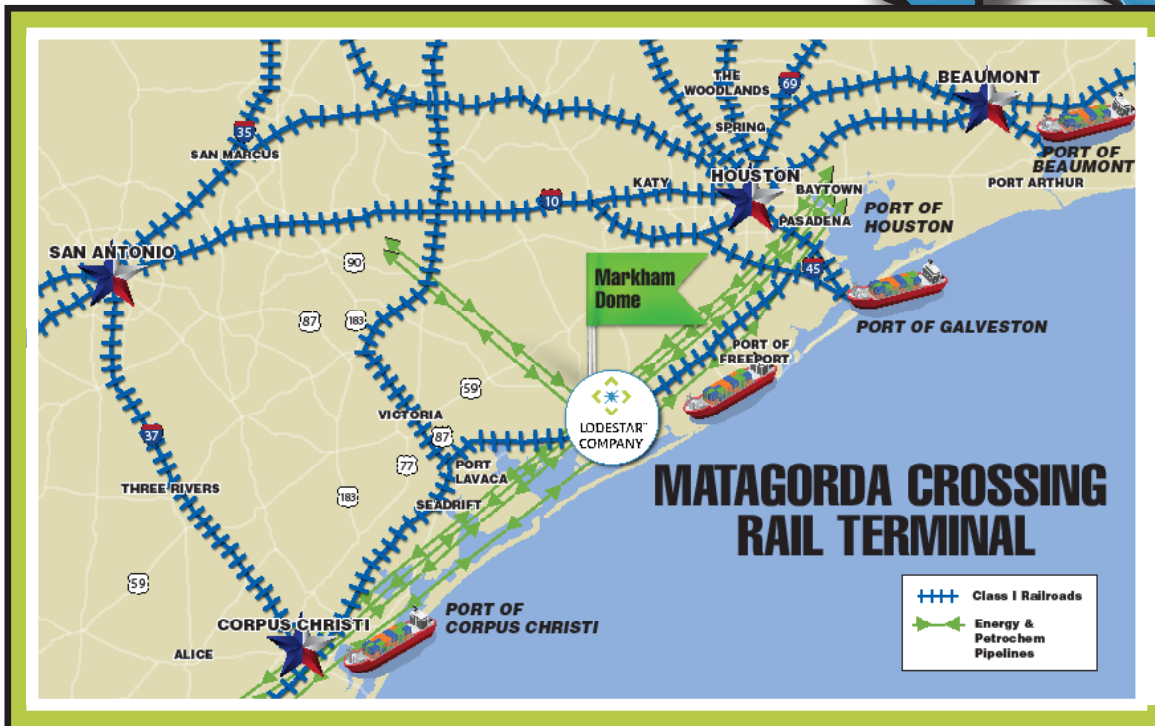 THE
WOODLANDS
69
BEAUMONT
35
SAN MARCUS
SPRING
PORT OF
BEAUMONT
HOUSTON
KATY
BAYTOWN
PORT ARTHUR
10
PASADENA
PORT OF
HOUSTON
SAN ANTONIO
90
Markham
Dome
45
87
183
PORT OF GALVESTON
PORT OF
FREEPORT
59
LODESTAR™
COMPANY
VICTORIA
87
37
77
PORT
LAVACA
THREE RIVERS
183
SEADRIFT
MATAGORDA CROSSING
RAIL TERMINAL
59
Class I Railroads
Energy &
Petrochem
Pipelines
PORT OF
CORPUS CHRISTI
CORPUS CHRISTI
ALICE